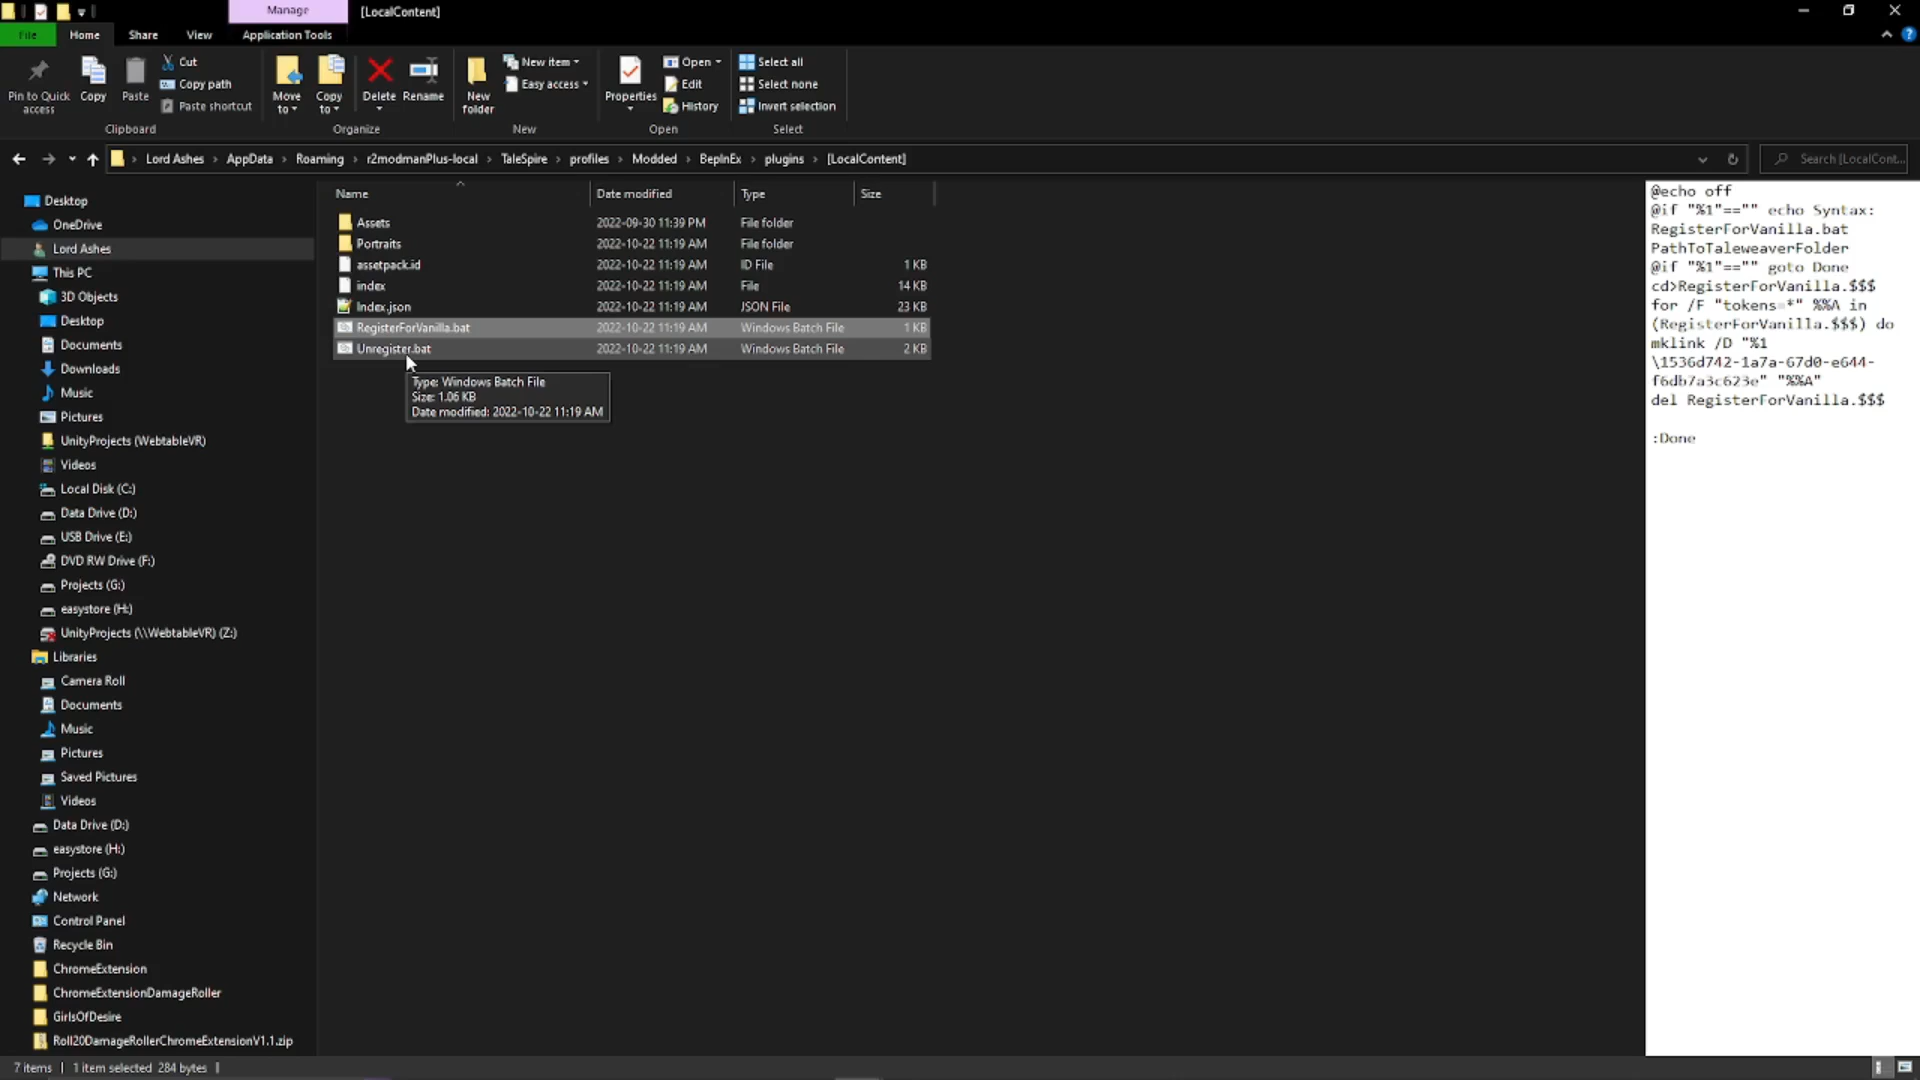 Manage
[LocalContent]
File
Home
Share
View
Application Tools
Pin to Quick
access
Copy
Paste
Cut
Copy path
Paste shortcut
Clipboard
Move
to
Copy
to
Delete
Rename
Organize
New
folder
New item
Easy access
New
Properties
Open
Edit
History
Open
Select all
Select none
Invert selection
Select
Lord Ashes
AppData
Roaming
r2modmanPlus-local
TaleSpire
profiles
Modded
BepInEx
plugins
[LocalContent]
Search [LocalCont...
Desktop
OneDrive
Lord Ashes
This PC
3D Objects
Desktop
Documents
Downloads
Music
Pictures
UnityProjects (WebtableVR)
Videos
Local Disk (C:)
Data Drive (D:)
USB Drive (E:)
DVD RW Drive (F:)
Projects (G:)
easystore (H:)
UnityProjects (\\WebtableVR) (Z:)
Libraries
Camera Roll
Documents
Music
Pictures
Saved Pictures
Videos
Data Drive (D:)
easystore (H:)
Projects (G:)
Network
Control Panel
Recycle Bin
ChromeExtension
ChromeExtensionDamageRoller
GirlsOfDesire
Roll20DamageRollerChromeExtensionV1.1.zip
Name Date modified Type Size
Assets 2022-09-30 11:39 PM File folder
Portraits 2022-10-22 11:19 AM File folder
assetpack.id 2022-10-22 11:19 AM ID File 1 KB
index 2022-10-22 11:19 AM File 14 KB
Index.json 2022-10-22 11:19 AM JSON File 23 KB
RegisterForVanilla.bat 2022-10-22 11:19 AM Windows Batch File 1 KB
Unregister.bat 2022-10-22 11:19 AM Windows Batch File 2 KB
Type: Windows Batch File
Size: 1.06 KB
Date modified: 2022-10-22 11:19 AM
@echo off
@if "%1"=="" echo Syntax:
RegisterForVanilla.bat
PathToTaleweaverFolder
@if "%1"=="" goto Done
cd>RegisterForVanilla.$$$
for /F "tokens=*" %%A in
(RegisterForVanilla.$$$) do
mklink /D "%1
\1536d742-1a7a-67d0-e644-
f6db7a3c623e" "%%A"
del RegisterForVanilla.$$$
:Done
7 items
1 item selected 284 bytes